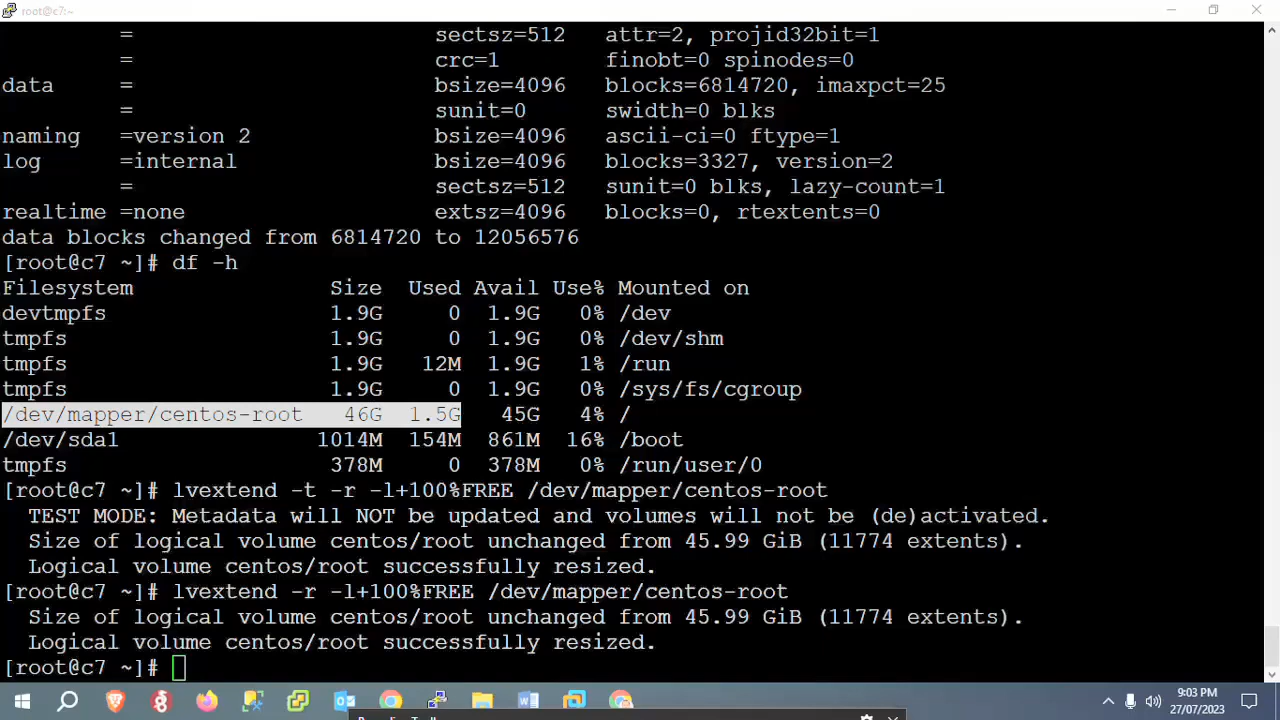 root@c7:~
= sectsz=512 attr=2, projid32bit=1
= crc=1 finobt=0 spinodes=0
data = bsize=4096 blocks=6814720, imaxpct=25
= sunit=0 swidth=0 blks
naming =version 2 bsize=4096 ascii-ci=0 ftype=1
log =internal bsize=4096 blocks=3327, version=2
= sectsz=512 sunit=0 blks, lazy-count=1
realtime =none extsz=4096 blocks=0, rtextents=0
data blocks changed from 6814720 to 12056576
[root@c7 ~]# df -h
Filesystem Size Used Avail Use% Mounted on
devtmpfs 1.9G 0 1.9G 0% /dev
tmpfs 1.9G 0 1.9G 0% /dev/shm
tmpfs 1.9G 12M 1.9G 1% /run
tmpfs 1.9G 0 1.9G 0% /sys/fs/cgroup
/dev/mapper/centos-root 46G 1.5G 45G 4% /
/dev/sda1 1014M 154M 861M 16% /boot
tmpfs 378M 0 378M 0% /run/user/0
[root@c7 ~]# lvextend -t -r -l+100%FREE /dev/mapper/centos-root
TEST MODE: Metadata will NOT be updated and volumes will not be (de)activated.
Size of logical volume centos/root unchanged from 45.99 GiB (11774 extents).
Logical volume centos/root successfully resized.
[root@c7 ~]# lvextend -r -l+100%FREE /dev/mapper/centos-root
Size of logical volume centos/root unchanged from 45.99 GiB (11774 extents).
Logical volume centos/root successfully resized.
[root@c7 ~]#
9:03 PM
27/07/2023